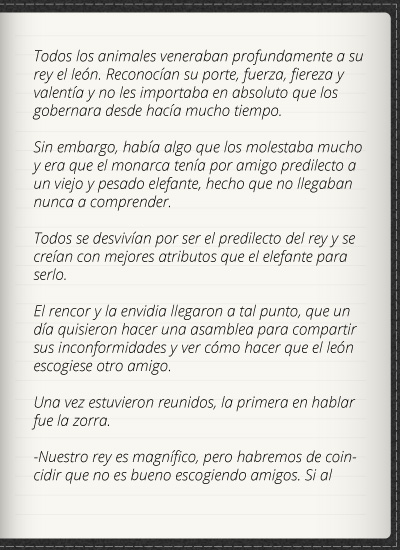 Todos los animales veneraban profundamente a su
rey el león. Reconocían su porte, fuerza, fiereza y
valentía y no les importaba en absoluto que los
gobernara desde hacía mucho tiempo.
Sin embargo, había algo que los molestaba mucho
y era que el monarca tenía por amigo predilecto a
un viejo y pesado elefante, hecho que no llegaban
nunca a comprender.
Todos se desvivían por ser el predilecto del rey y se
creían con mejores atributos que el elefante para
serlo.
El rencor y la envidia llegaron a tal punto, que un
día quisieron hacer una asamblea para compartir
sus inconformidades y ver cómo hacer que el león
escogiese otro amigo.
Una vez estuvieron reunidos, la primera en hablar
fue la zorra.
-Nuestro rey es magnífico, pero habremos de coin-
cidir que no es bueno escogiendo amigos. Si al